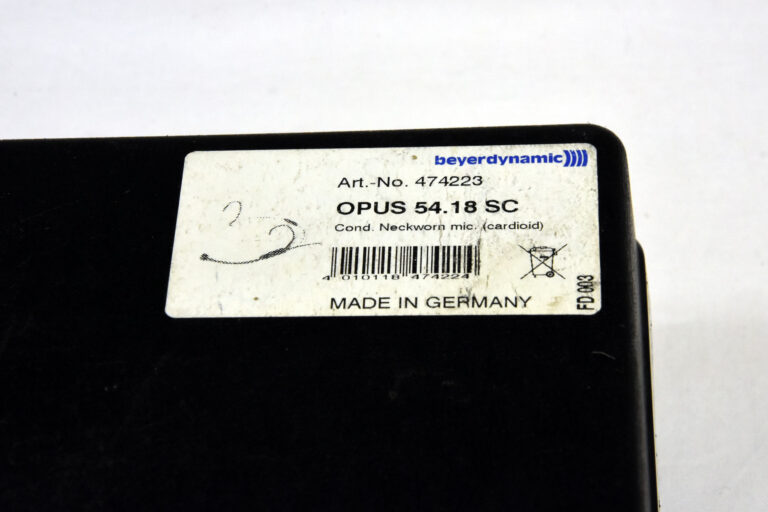 beyerdynamic))))
Art.-No. 474223
OPUS 54.18 SC
Cond. Neckworn mic. (cardioid)
4 010118 474224
MADE IN GERMANY
FD 003